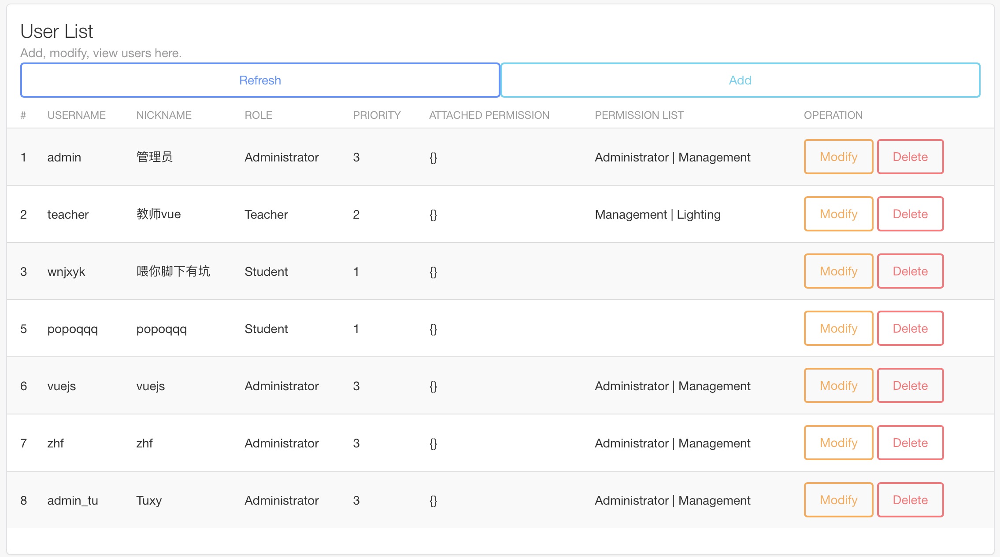 User List
Add, modify, view users here.
Refresh Add
# USERNAME NICKNAME ROLE PRIORITY ATTACHED PERMISSION PERMISSION LIST OPERATION
1 admin 管理员 Administrator 3 {} Administrator | Management Modify Delete
2 teacher 教师vue Teacher 2 {} Management | Lighting Modify Delete
3 wnjxyk 喂你脚下有坑 Student 1 {} Modify Delete
5 popoqqq popoqqq Student 1 {} Modify Delete
6 vuejs vuejs Administrator 3 {} Administrator | Management Modify Delete
7 zhf zhf Administrator 3 {} Administrator | Management Modify Delete
8 admin_tu Tuxy Administrator 3 {} Administrator | Management Modify Delete